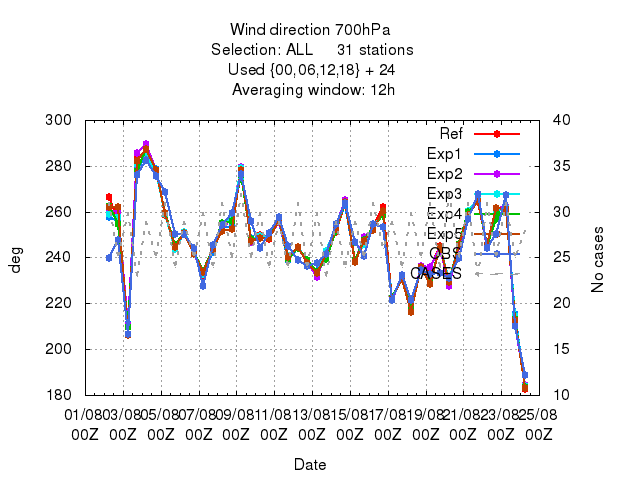 Wind direction 700hPa
Selection: ALL 31 stations
Used {00,06,12,18} + 24
Averaging window: 12h
300 40
280 35
260 30
240 25
220 20
200 15
180 10
deg
No cases
Ref
Exp1
Exp2
Exp3
Exp4
Exp5
OBS
CASES
01/08 03/08 05/08 07/08 09/08 11/08 13/08 15/08 17/08 19/08 21/08 23/08 25/08
00Z 00Z 00Z 00Z 00Z 00Z 00Z 00Z 00Z 00Z 00Z 00Z 00Z
Date